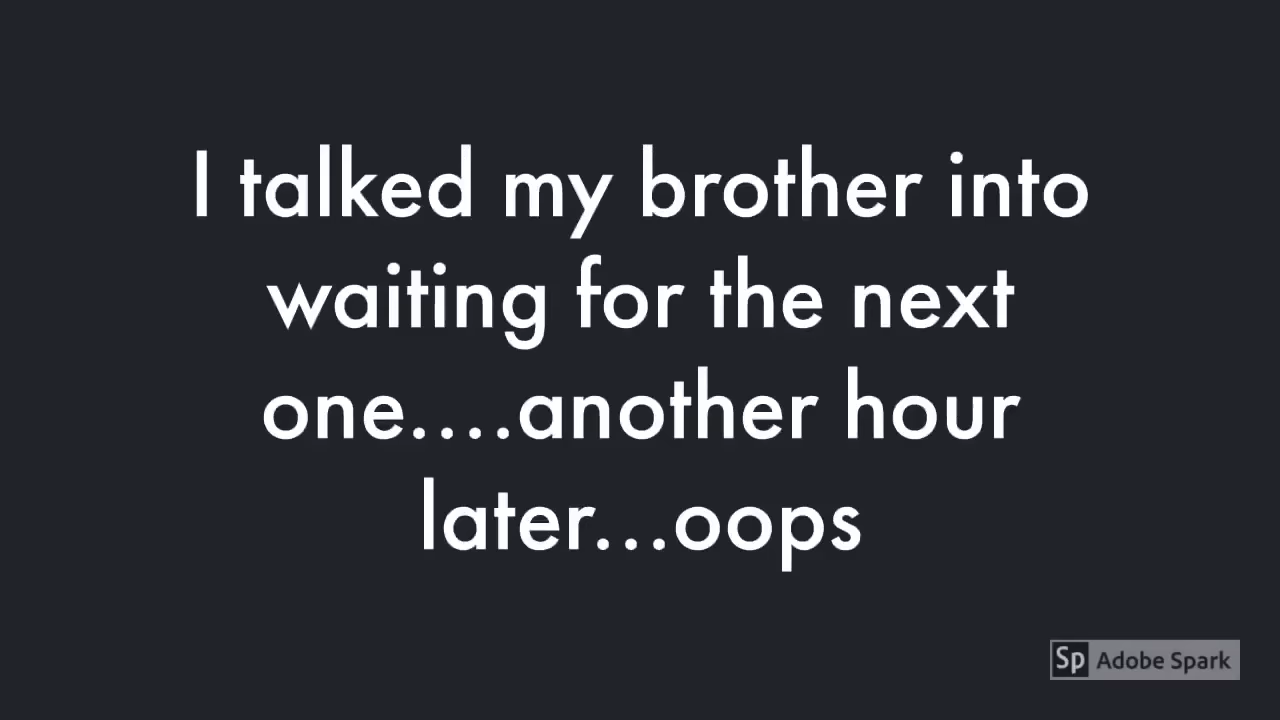 I talked my brother into
waiting for the next
one....another hour
later...oops
Sp Adobe Spark